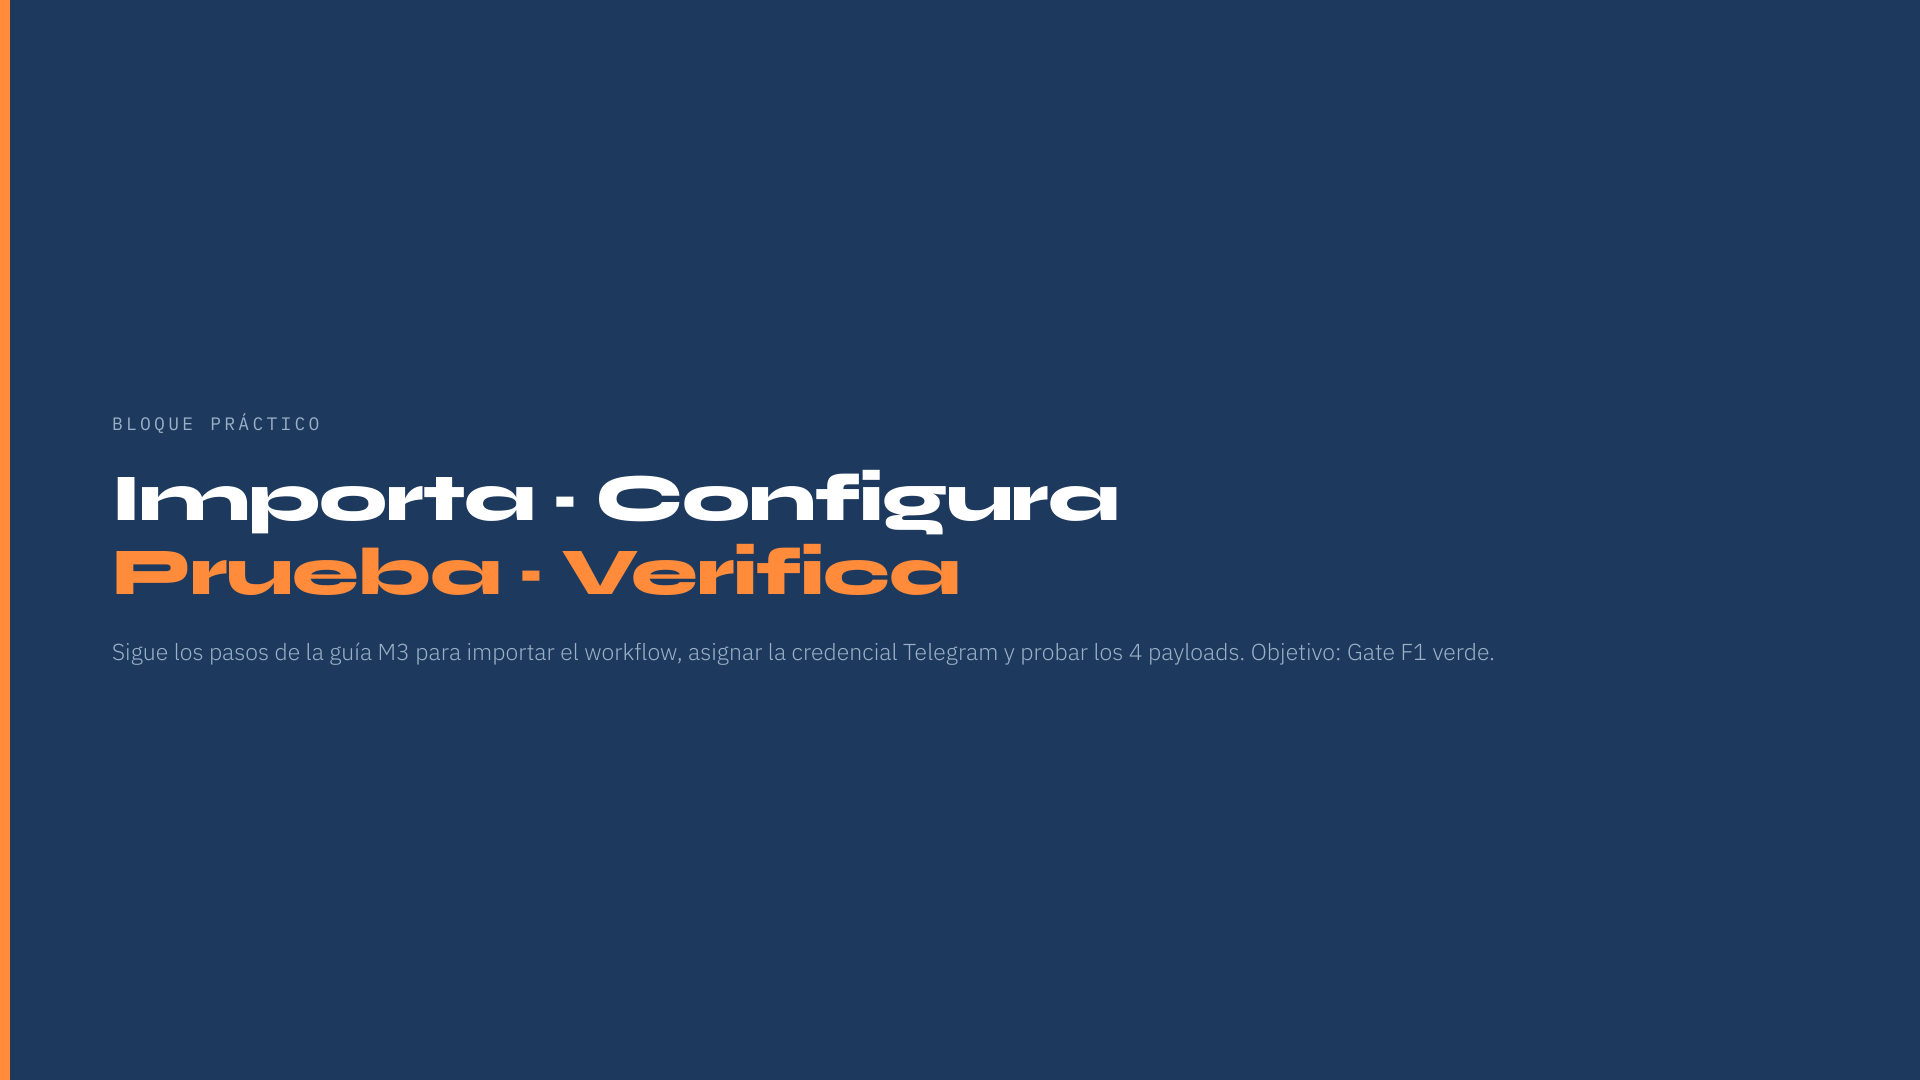 BLOQUE PRÁCTICO
Importa · Configura
Prueba · Verifica
Sigue los pasos de la guía M3 para importar el workflow, asignar la credencial Telegram y probar los 4 payloads. Objetivo: Gate F1 verde.